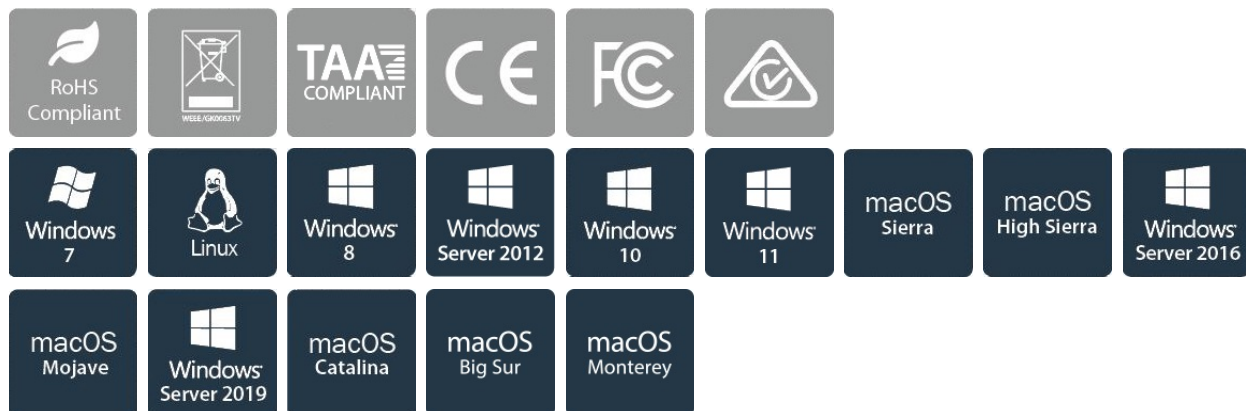 RoHS
Compliant
WEEE/GK0063TV
TAA
COMPLIANT
CE
FC
Windows
7
Linux
Windows
8
Windows
Server 2012
Windows
10
Windows
11
macOS
Sierra
macOS
High Sierra
Windows
Server 2016
macOS
Mojave
Windows
Server 2019
macOS
Catalina
macOS
Big Sur
macOS
Monterey